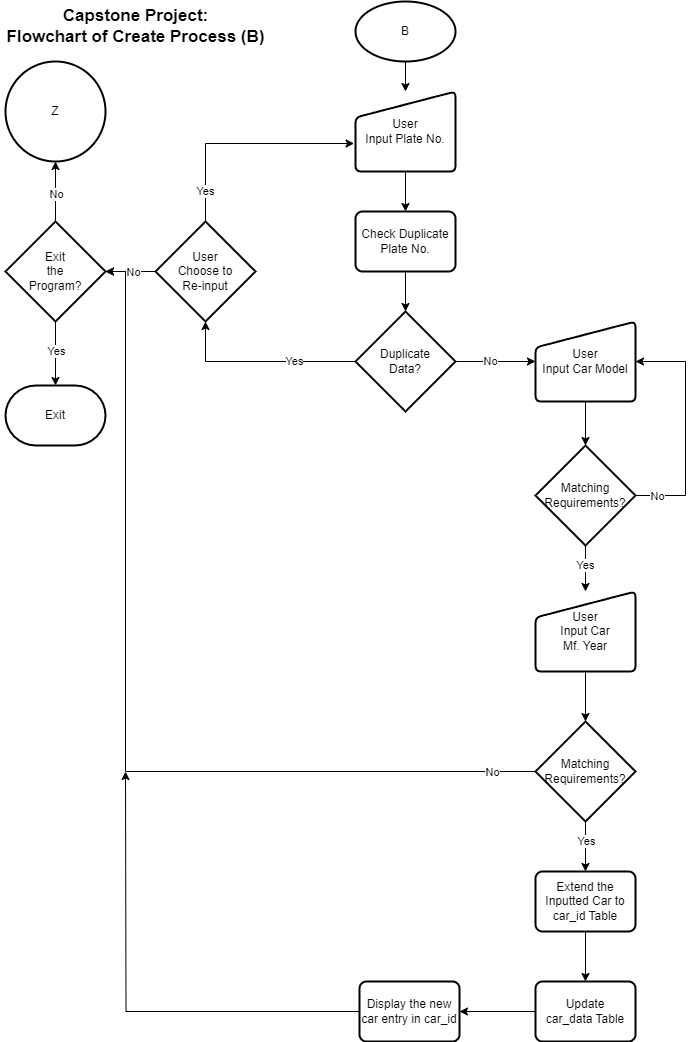 Capstone Project:
Flowchart of Create Process (B)
B
Z
User
Input Plate No.
Yes
No
Check Duplicate
Plate No.
Exit
the
Program?
No
User
Choose to
Re-input
Yes
Yes
Duplicate
Data?
No
User
Input Car Model
Exit
Matching
Requirements?
No
Yes
User
Input Car
Mf. Year
No
Matching
Requirements?
Yes
Extend the
Inputted Car to
car_id Table
Display the new
car entry in car_id
Update
car_data Table